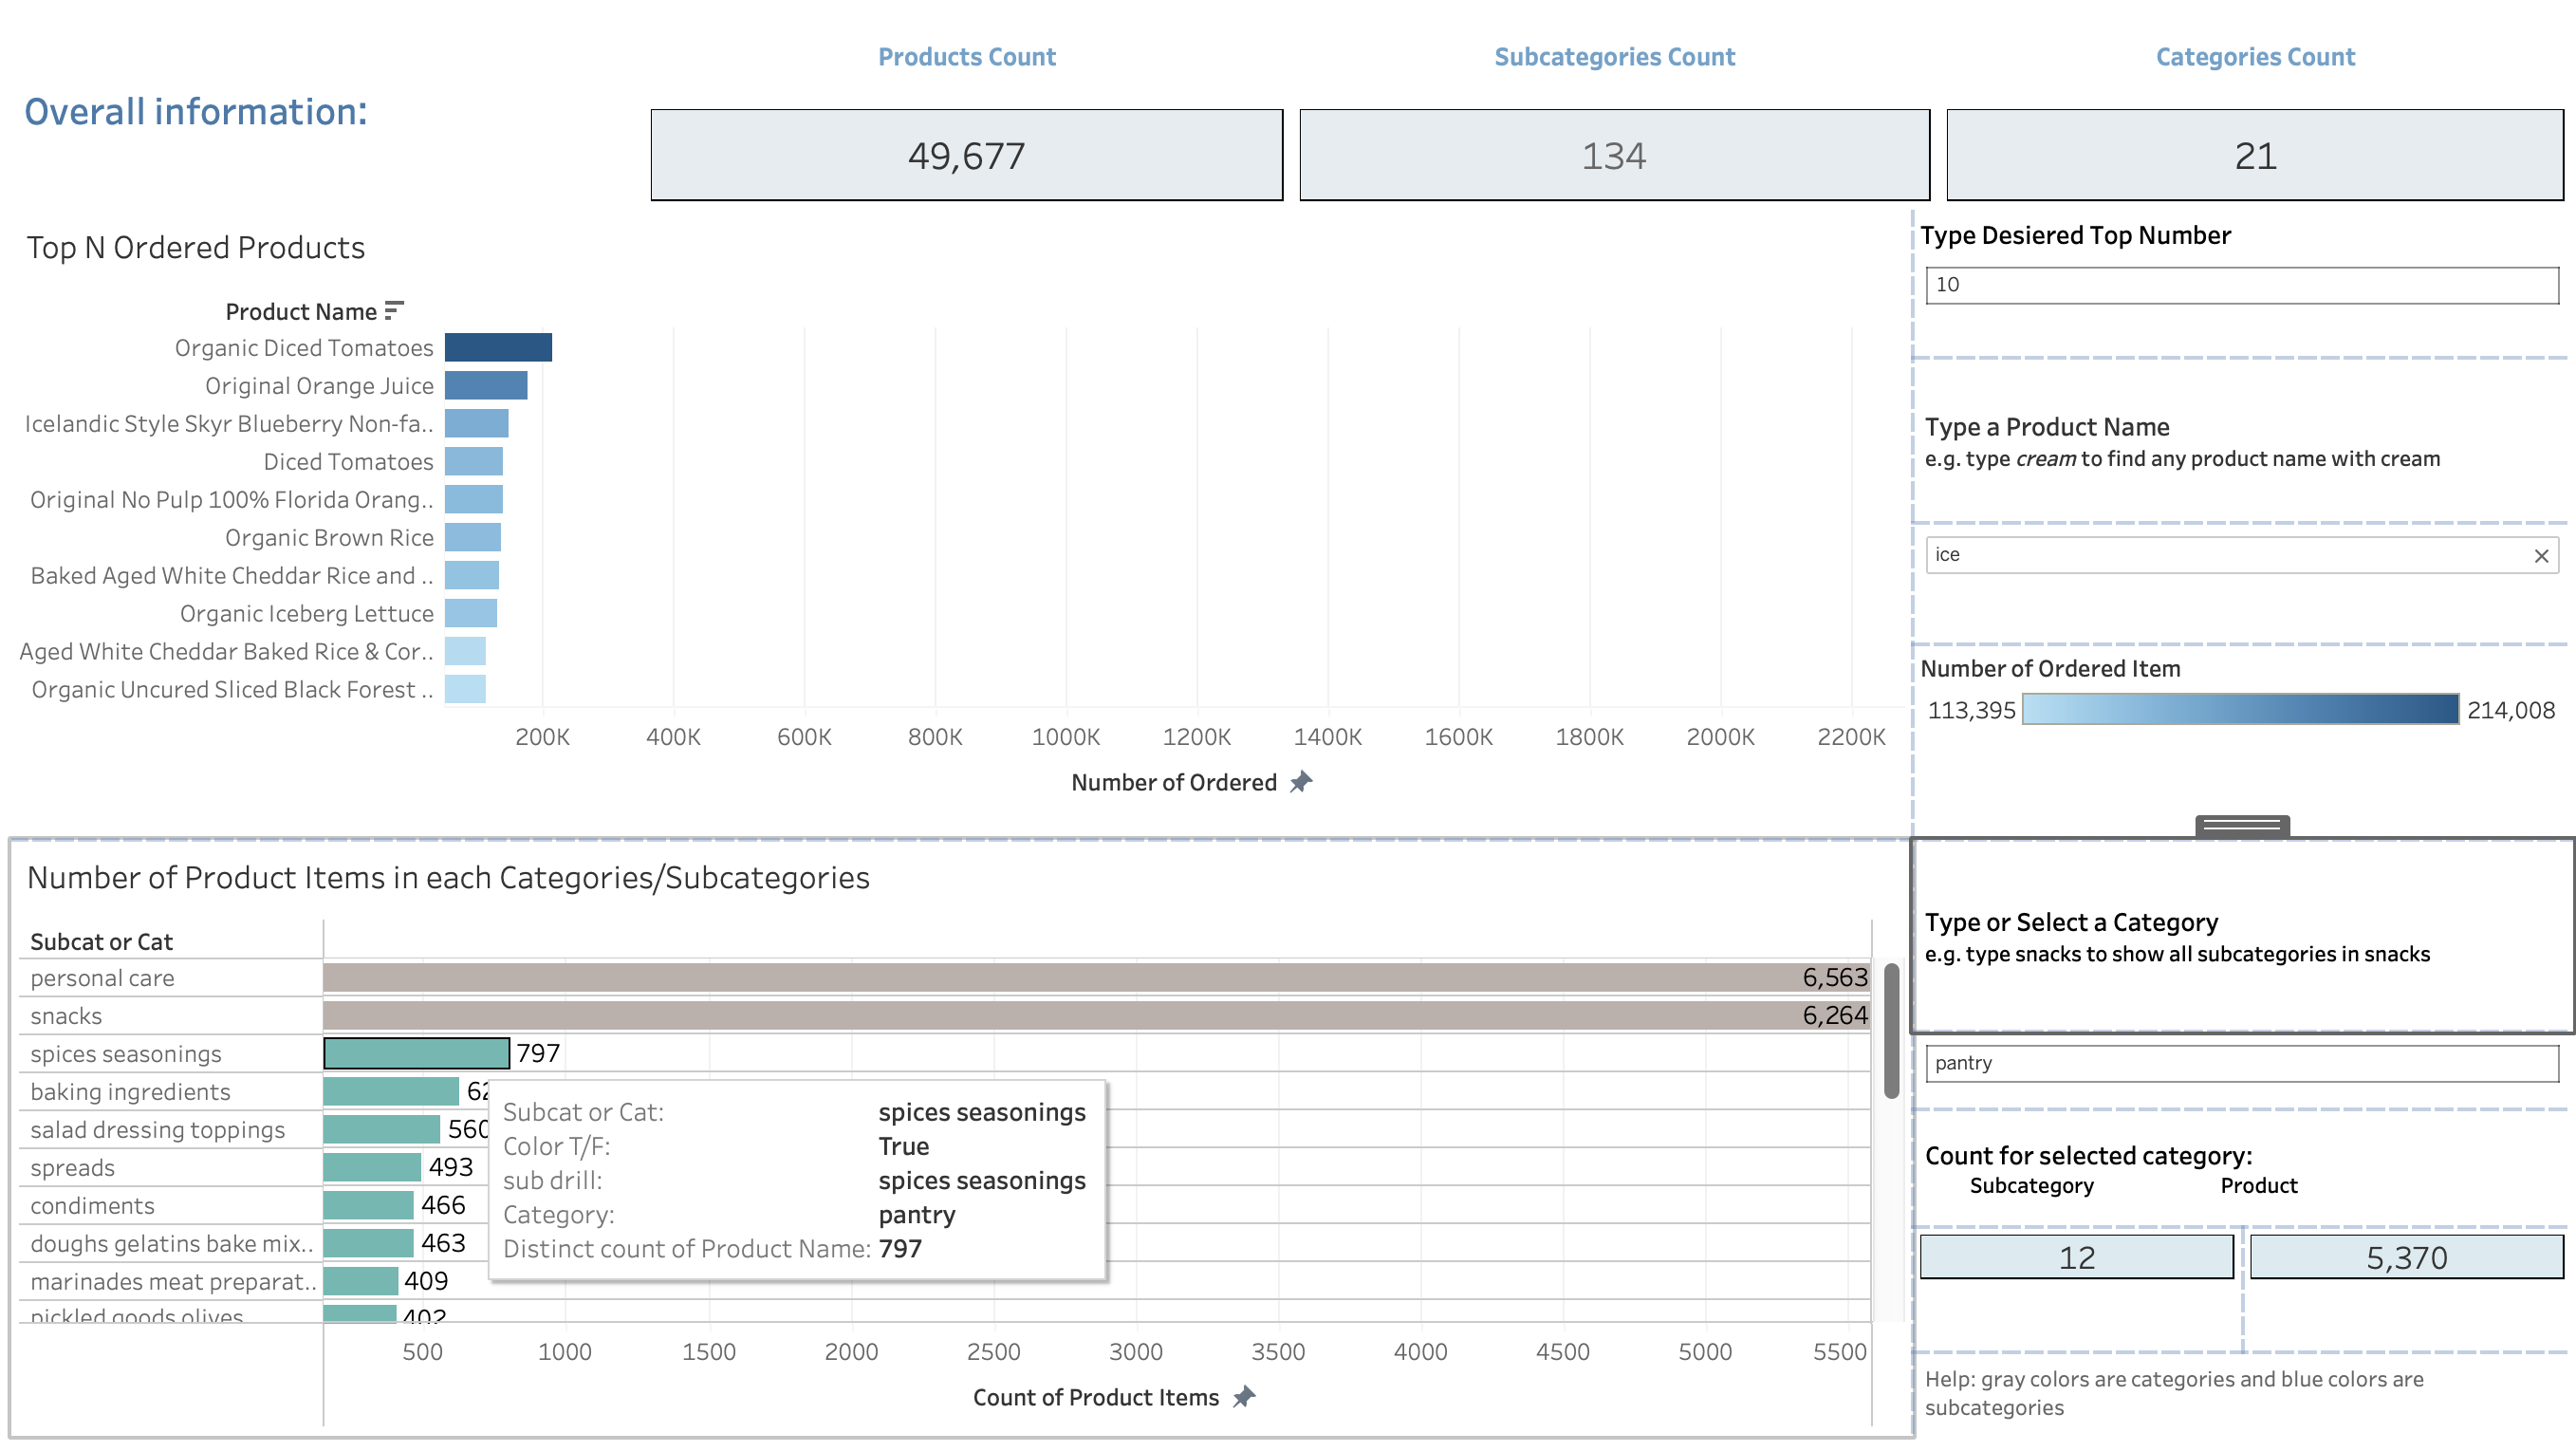 Products Count
Subcategories Count
Categories Count
Overall information:
49,677
134
21
Top N Ordered Products
Product Name
Organic Diced Tomatoes
Original Orange Juice
Icelandic Style Skyr Blueberry Non-fa..
Diced Tomatoes
Original No Pulp 100% Florida Orang..
Organic Brown Rice
Baked Aged White Cheddar Rice and ..
Organic Iceberg Lettuce
Aged White Cheddar Baked Rice & Cor..
Organic Uncured Sliced Black Forest ..
200K 400K 600K 800K 1000K 1200K 1400K 1600K 1800K 2000K 2200K
Number of Ordered
Type Desiered Top Number
10
Type a Product Name
e.g. type cream to find any product name with cream
ice
Number of Ordered Item
113,395 214,008
Number of Product Items in each Categories/Subcategories
Subcat or Cat
personal care 6,563
snacks 6,264
spices seasonings 797
baking ingredients
salad dressing toppings 560
spreads 493
condiments 466
doughs gelatins bake mix.. 463
marinades meat preparat.. 409
pickled goods olives 402
Subcat or Cat: spices seasonings
Color T/F: True
sub drill: spices seasonings
Category: pantry
Distinct count of Product Name: 797
500 1000 1500 2000 2500 3000 3500 4000 4500 5000 5500
Count of Product Items
Type or Select a Category
e.g. type snacks to show all subcategories in snacks
pantry
Count for selected category:
Subcategory Product
12 5,370
Help: gray colors are categories and blue colors are
subcategories